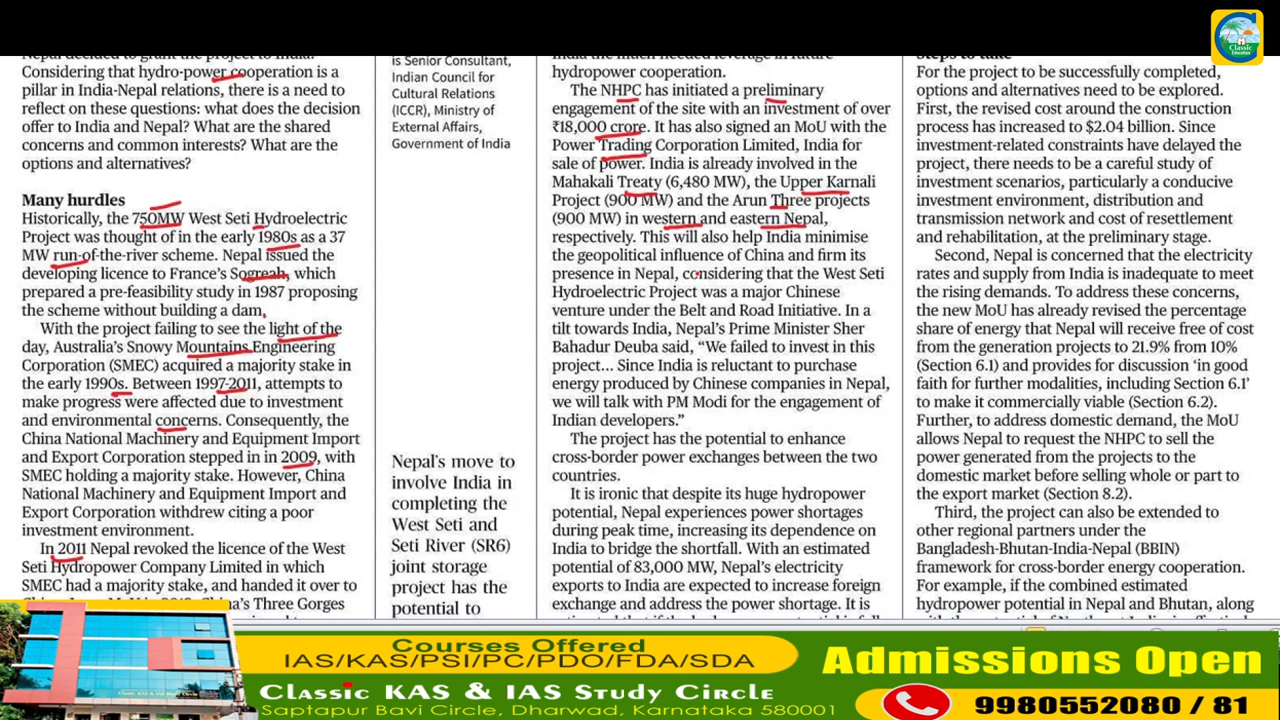 Classic
Education
Nepal decided to grant the project to India.
Considering that hydro-power cooperation is a
pillar in India-Nepal relations, there is a need to
reflect on these questions: what does the decision
offer to India and Nepal? What are the shared
concerns and common interests? What are the
options and alternatives?
Many hurdles
Historically, the 750MW West Seti Hydroelectric
Project was thought of in the early 1980s as a 37
MW run-of-the-river scheme. Nepal issued the
developing licence to France's Sogreah, which
prepared a pre-feasibility study in 1987 proposing
the scheme without building a dam.
With the project failing to see the light of the
day, Australia's Snowy Mountains Engineering
Corporation (SMEC) acquired a majority stake in
the early 1990s. Between 1997-2011, attempts to
make progress were affected due to investment
and environmental concerns. Consequently, the
China National Machinery and Equipment Import
and Export Corporation stepped in in 2009, with
SMEC holding a majority stake. However, China
National Machinery and Equipment Import and
Export Corporation withdrew citing a poor
investment environment.
In 2011 Nepal revoked the licence of the West
Seti Hydropower Company Limited in which
SMEC had a majority stake, and handed it over to
China's Three Gorges
is Senior Consultant,
Indian Council for
Cultural Relations
(ICCR), Ministry of
External Affairs,
Government of India
Nepal's move to
involve India in
completing the
West Seti and
Seti River (SR6)
joint storage
project has the
potential to
India the much needed leverage in future
hydropower cooperation.
The NHPC has initiated a preliminary
engagement of the site with an investment of over
₹18,000 crore. It has also signed an MoU with the
Power Trading Corporation Limited, India for
sale of power. India is already involved in the
Mahakali Treaty (6,480 MW), the Upper Karnali
Project (900 MW) and the Arun Three projects
(900 MW) in western and eastern Nepal,
respectively. This will also help India minimise
the geopolitical influence of China and firm its
presence in Nepal, considering that the West Seti
Hydroelectric Project was a major Chinese
venture under the Belt and Road Initiative. In a
tilt towards India, Nepal's Prime Minister Sher
Bahadur Deuba said, “We failed to invest in this
project... Since India is reluctant to purchase
energy produced by Chinese companies in Nepal,
we will talk with PM Modi for the engagement of
Indian developers.”
The project has the potential to enhance
cross-border power exchanges between the two
countries.
It is ironic that despite its huge hydropower
potential, Nepal experiences power shortages
during peak time, increasing its dependence on
India to bridge the shortfall. With an estimated
potential of 83,000 MW, Nepal's electricity
exports to India are expected to increase foreign
exchange and address the power shortage. It is
Steps to take
For the project to be successfully completed,
options and alternatives need to be explored.
First, the revised cost around the construction
process has increased to $2.04 billion. Since
investment-related constraints have delayed the
project, there needs to be a careful study of
investment scenarios, particularly a conducive
investment environment, distribution and
transmission network and cost of resettlement
and rehabilitation, at the preliminary stage.
Second, Nepal is concerned that the electricity
rates and supply from India is inadequate to meet
the rising demands. To address these concerns,
the new MoU has already revised the percentage
share of energy that Nepal will receive free of cost
from the generation projects to 21.9% from 10%
(Section 6.1) and provides for discussion ‘in good
faith for further modalities, including Section 6.1’
to make it commercially viable (Section 6.2).
Further, to address domestic demand, the MoU
allows Nepal to request the NHPC to sell the
power generated from the projects to the
domestic market before selling whole or part to
the export market (Section 8.2).
Third, the project can also be extended to
other regional partners under the
Bangladesh-Bhutan-India-Nepal (BBIN)
framework for cross-border energy cooperation.
For example, if the combined estimated
hydropower potential in Nepal and Bhutan, along
Courses Offered
IAS/KAS/PSI/PC/PDO/FDA/SDA
Classic KAS & IAS Study Circle
Saptapur Bavi Circle, Dharwad, Karnataka 580001
Admissions Open
9980552080 / 81